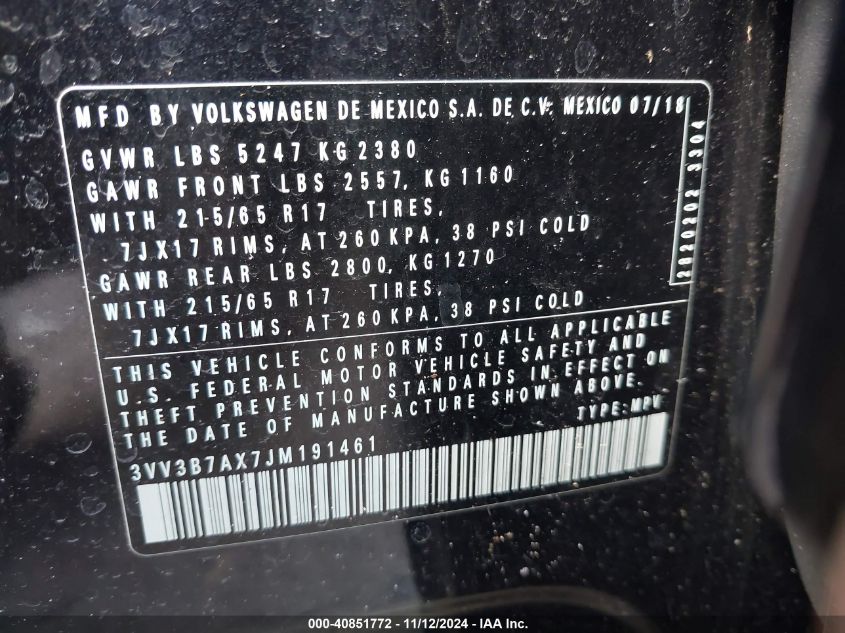 MFD BY VOLKSWAGEN DE MEXICO S.A. DE C.V. MEXICO 07/18
GVWR LBS 5247 KG 2380
GAWR FRONT LBS 2557, KG 1160
WITH 215/65 R17 TIRES,
7JX17 RIMS, AT 260 KPA, 38 PSI COLD
GAWR REAR LBS 2800, KG 1270
WITH 215/65 R17 TIRES,
7JX17 RIMS, AT 260 KPA, 38 PSI COLD
2020202 3304
THIS VEHICLE CONFORMS TO ALL APPLICABLE
U.S. FEDERAL MOTOR VEHICLE SAFETY AND
THEFT PREVENTION STANDARDS IN EFFECT ON
THE DATE OF MANUFACTURE SHOWN ABOVE.
TYPE: MPV
3VV3B7AX7JM191461
000-40851772 - 11/12/2024 - IAA Inc.